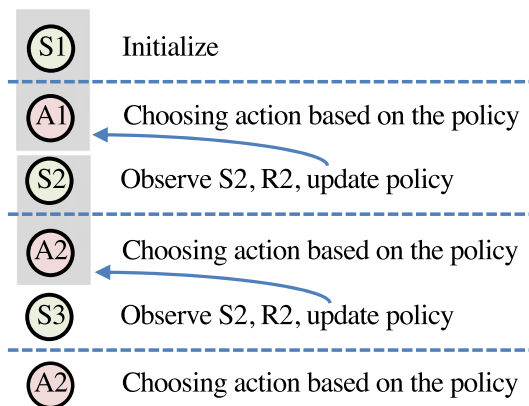 S1 Initialize
A1 Choosing action based on the policy
S2 Observe S2, R2, update policy
A2 Choosing action based on the policy
S3 Observe S2, R2, update policy
A2 Choosing action based on the policy